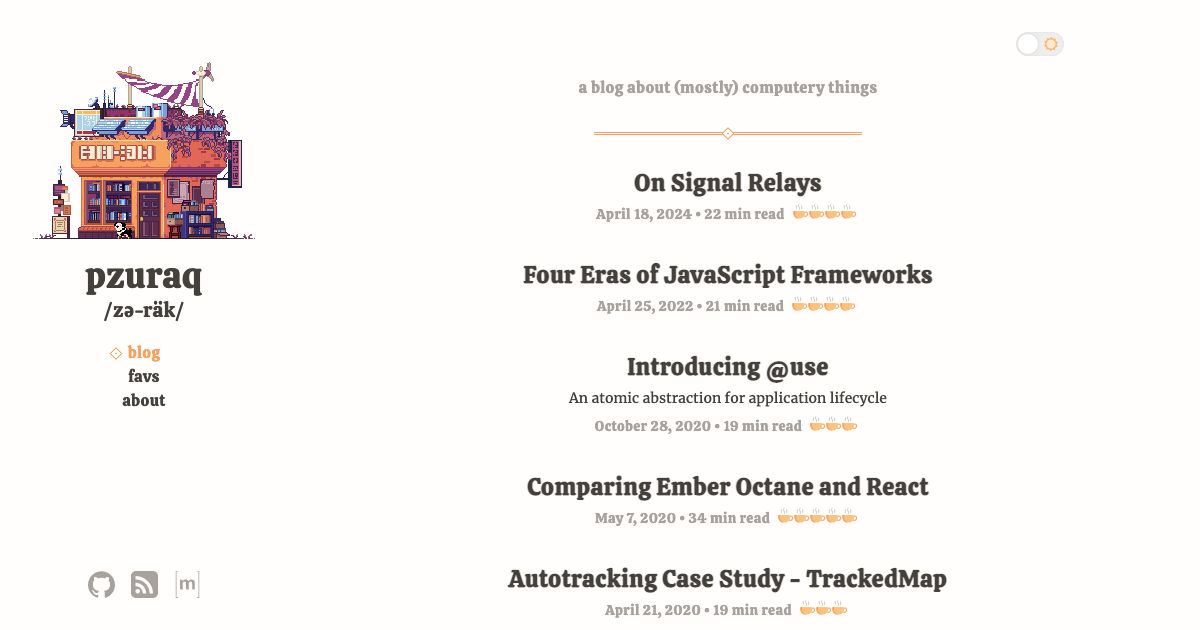 a blog about (mostly) computery things
pzuraq
/zə-räk/
blog
favs
about
[m]
On Signal Relays
April 18, 2024 • 22 min read
Four Eras of JavaScript Frameworks
April 25, 2022 • 21 min read
Introducing @use
An atomic abstraction for application lifecycle
October 28, 2020 • 19 min read
Comparing Ember Octane and React
May 7, 2020 • 34 min read
Autotracking Case Study - TrackedMap
April 21, 2020 • 19 min read